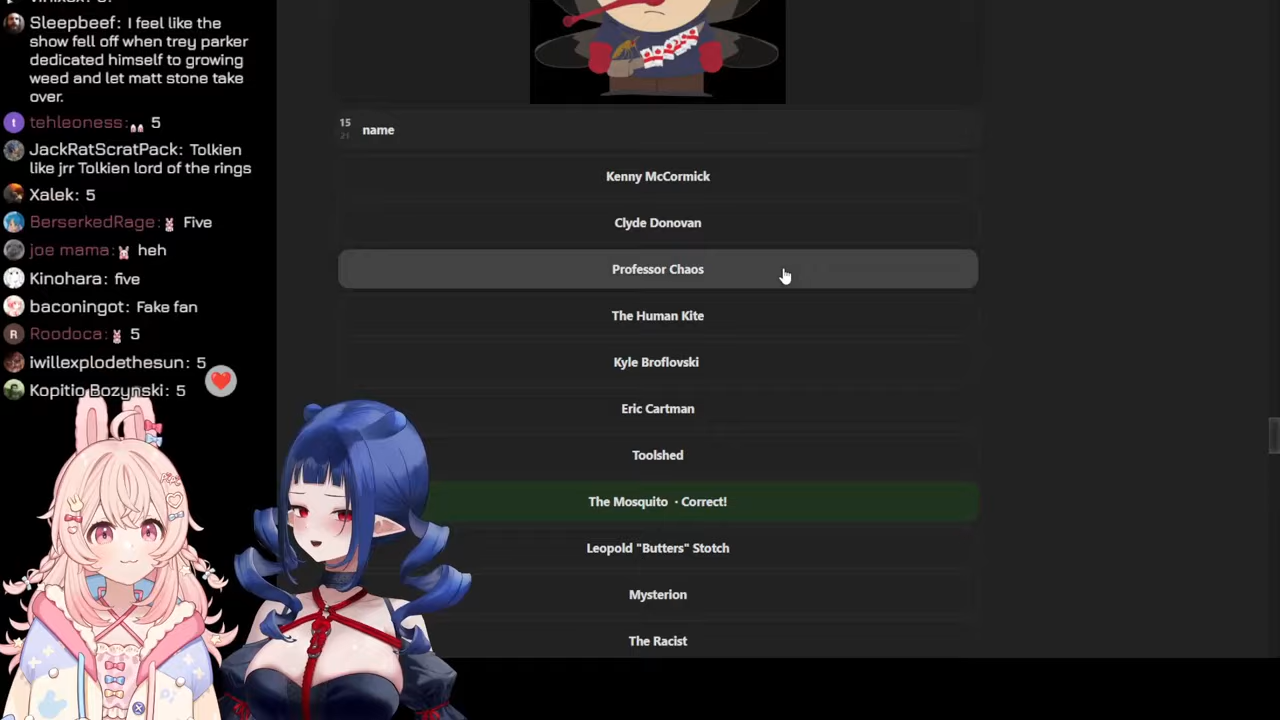 Sleepbeef: I feel like the
show fell off when trey parker
dedicated himself to growing
weed and let matt stone take
over.
tehleoness: 5
JackRatScratPack: Tolkien
like jrr Tolkien lord of the rings
Xalek: 5
BerserkedRage: Five
joe mama: heh
Kinohara: five
baconingot: Fake fan
R Roodoca: 5
iwillexplodethesun: 5
Kopitio Bozynski: 5
15
21
name
Kenny McCormick
Clyde Donovan
Professor Chaos
The Human Kite
Kyle Broflovski
Eric Cartman
Toolshed
The Mosquito · Correct!
Leopold "Butters" Stotch
Mysterion
The Racist